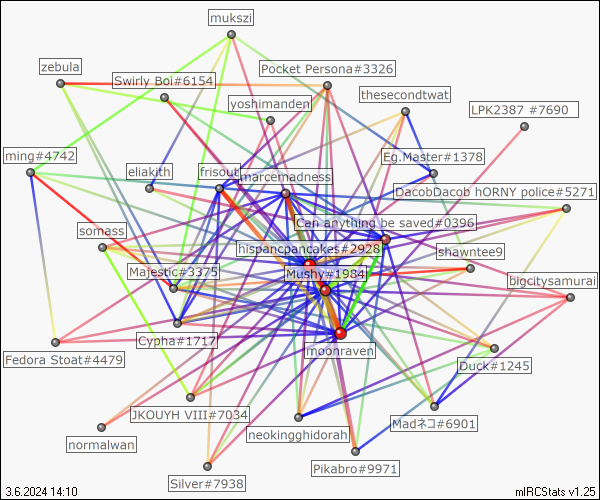 mukszi
zebula
Pocket Persona#3326
Swirly Boi#6154
thesecondtwat
yoshimanden
LPK2387 #7690
ming#4742
Eg.Master#1378
eliakith
frisout
marcemadness
DacobDacob hORNY police#5271
Can anything be saved#0396
somass
hispancpancakes#2928
shawntee9
Majestic#3375
Mushy#1984
bigcitysamurai
Cypha#1717
moonraven
Fedora Stoat#4479
Duck#1245
JKOUYH VIII#7034
Madネコ#6901
neokingghidorah
normalwan
Pikabro#9971
Silver#7938
3.6.2024 14:10
mIRCStats v1.25